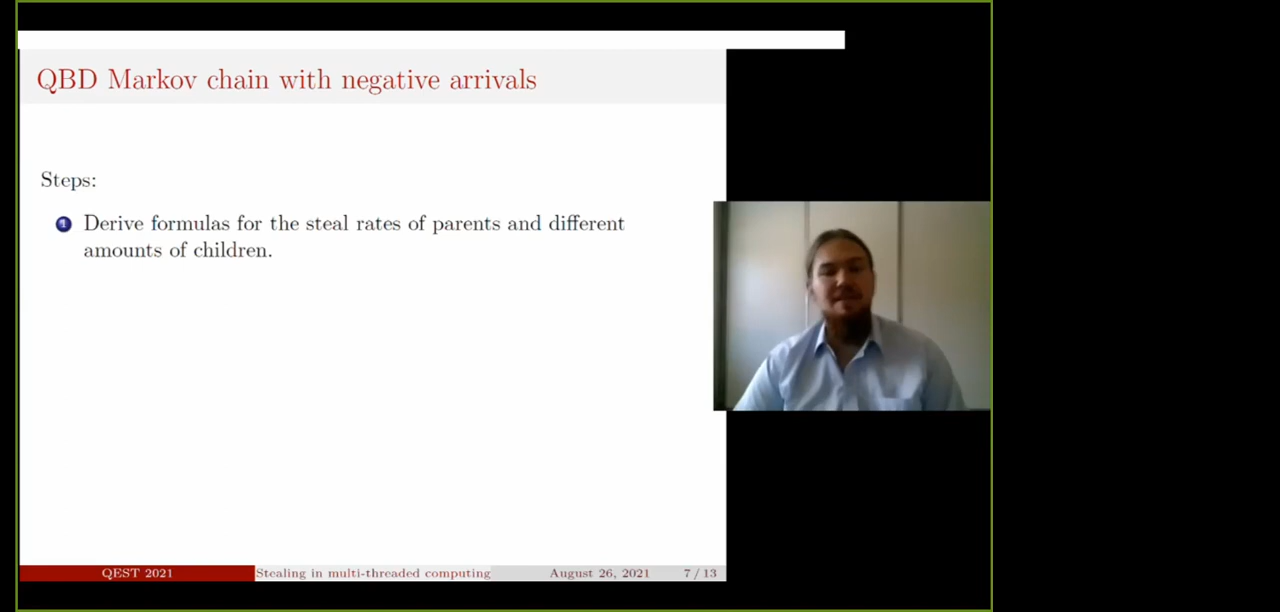 QBD Markov chain with negative arrivals
Steps:
1 Derive formulas for the steal rates of parents and different
amounts of children.
QEST 2021 Stealing in multi-threaded computing August 26, 2021 7 / 13